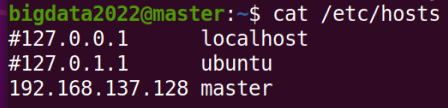 bigdata2022@master:~$ cat /etc/hosts
#127.0.0.1 localhost
#127.0.1.1 ubuntu
192.168.137.128 master